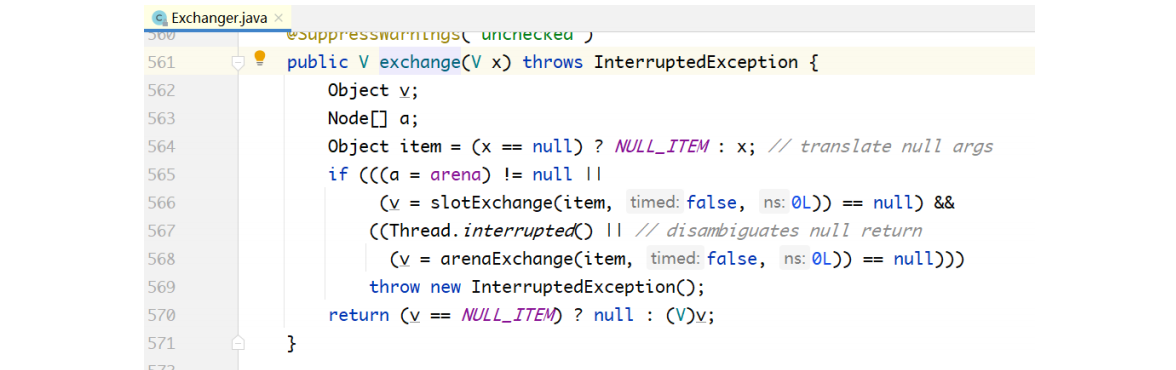 Exchanger.java
560 @SuppressWarnings("unchecked")
561 public V exchange(V x) throws InterruptedException {
562 Object v;
563 Node[] a;
564 Object item = (x == null) ? NULL_ITEM : x; // translate null args
565 if (((a = arena) != null ||
566 (v = slotExchange(item, timed: false, ns: 0L)) == null) &&
567 ((Thread.interrupted() || // disambiguates null return
568 (v = arenaExchange(item, timed: false, ns: 0L)) == null)))
569 throw new InterruptedException();
570 return (v == NULL_ITEM) ? null : (V)v;
571 }